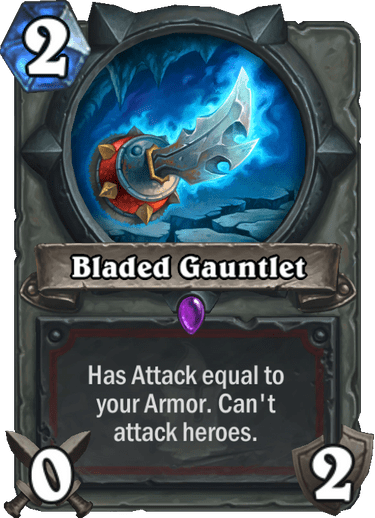 2
Bladed Gauntlet
Has Attack equal to
your Armor. Can't
attack heroes.
0
2